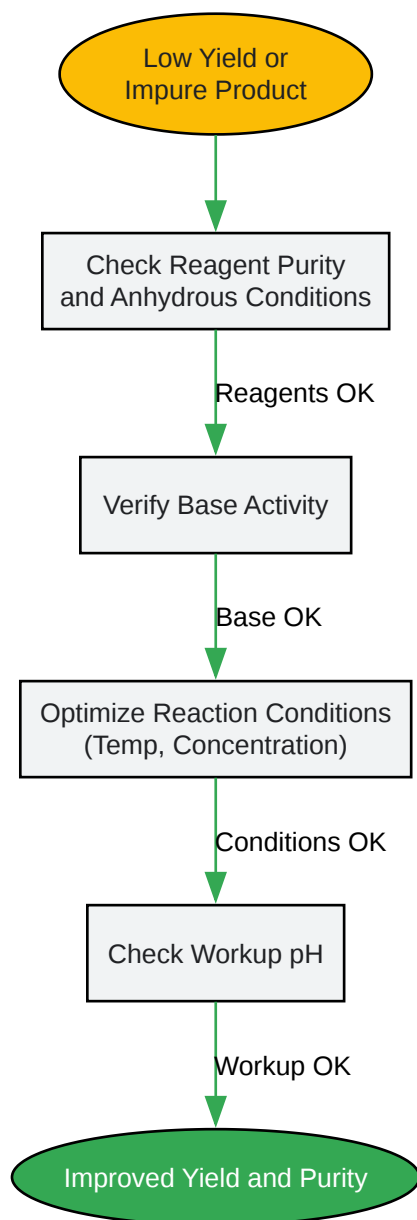 Low Yield or
Impure Product
Check Reagent Purity
and Anhydrous Conditions
Reagents OK
Verify Base Activity
Base OK
Optimize Reaction Conditions
(Temp, Concentration)
Conditions OK
Check Workup pH
Workup OK
Improved Yield and Purity